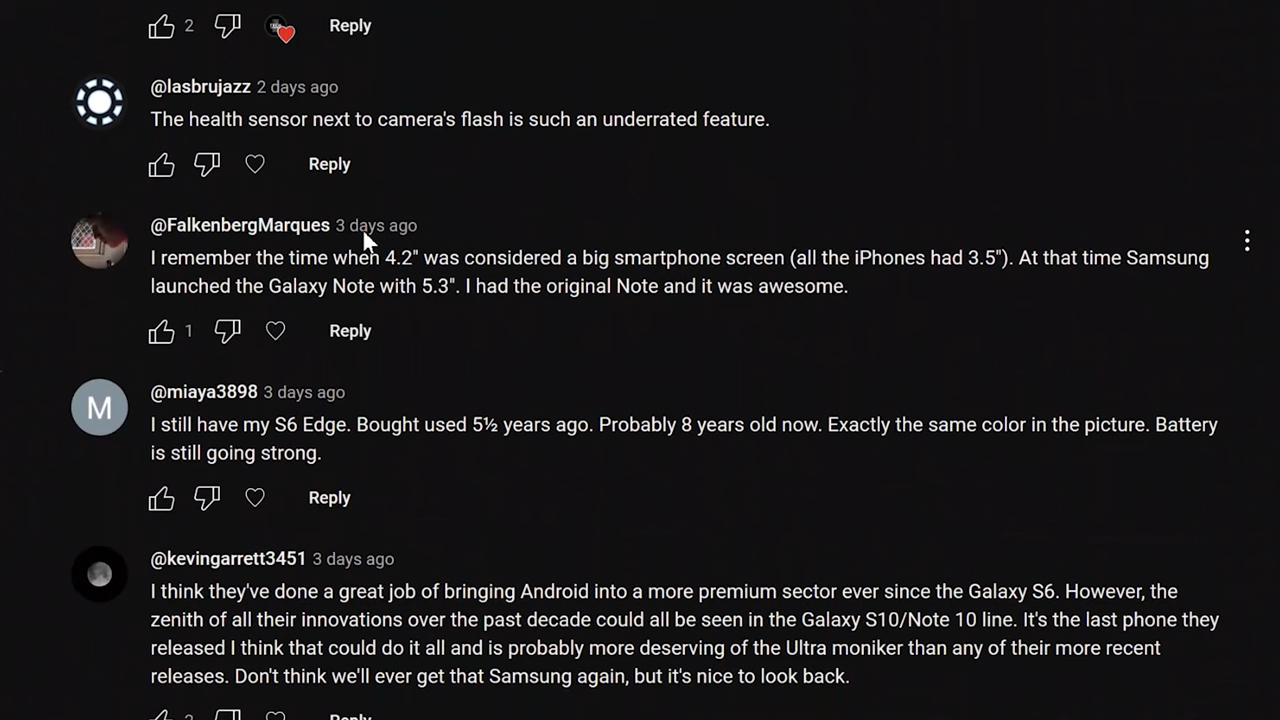 2 Reply
@lasbrujazz 2 days ago
The health sensor next to camera's flash is such an underrated feature.
Reply
@FalkenbergMarques 3 days ago
I remember the time when 4.2" was considered a big smartphone screen (all the iPhones had 3.5"). At that time Samsung
launched the Galaxy Note with 5.3". I had the original Note and it was awesome.
1 Reply
M
@miaya3898 3 days ago
I still have my S6 Edge. Bought used 5½ years ago. Probably 8 years old now. Exactly the same color in the picture. Battery
is still going strong.
Reply
@kevingarrett3451 3 days ago
I think they've done a great job of bringing Android into a more premium sector ever since the Galaxy S6. However, the
zenith of all their innovations over the past decade could all be seen in the Galaxy S10/Note 10 line. It's the last phone they
released I think that could do it all and is probably more deserving of the Ultra moniker than any of their more recent
releases. Don't think we'll ever get that Samsung again, but it's nice to look back.
Reply